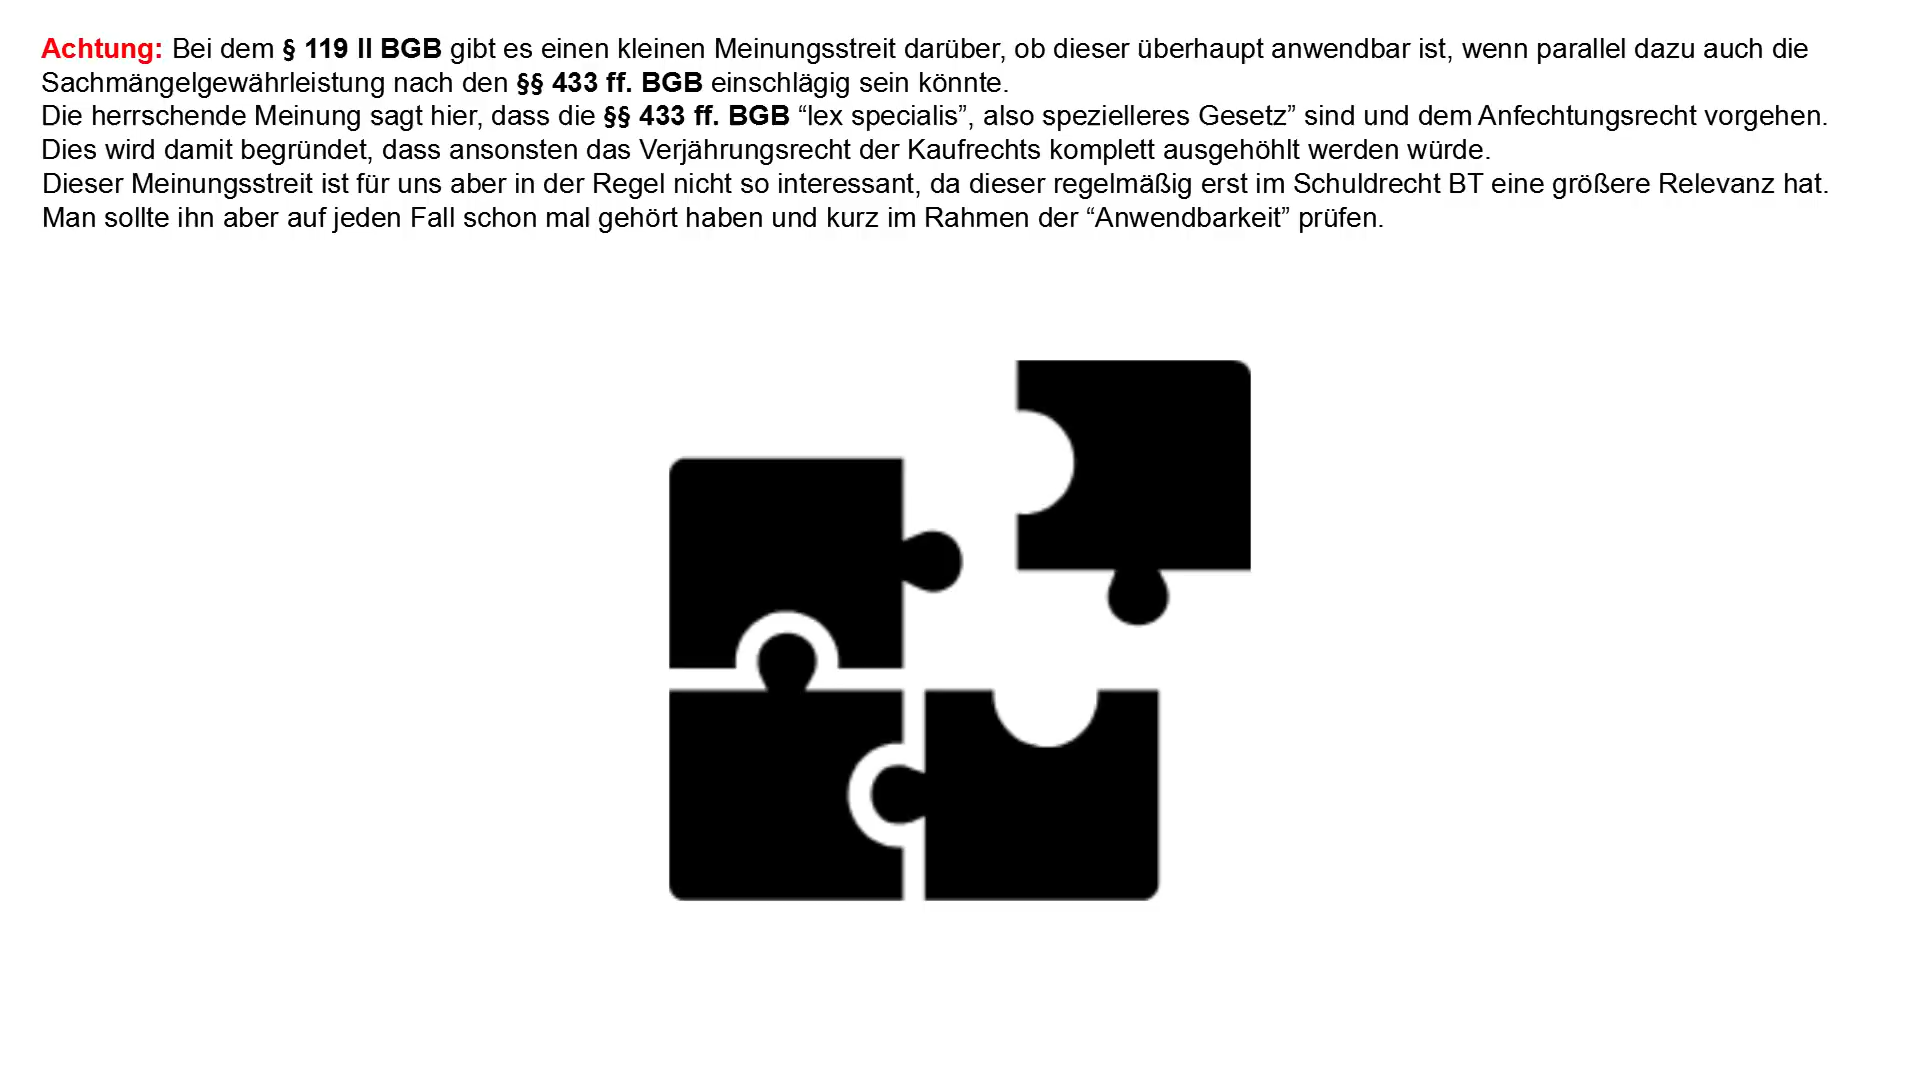 Achtung: Bei dem § 119 II BGB gibt es einen kleinen Meinungsstreit darüber, ob dieser überhaupt anwendbar ist, wenn parallel dazu auch die
Sachmängelgewährleistung nach den §§ 433 ff. BGB einschlägig sein könnte.
Die herrschende Meinung sagt hier, dass die §§ 433 ff. BGB “lex specialis”, also spezielleres Gesetz” sind und dem Anfechtungsrecht vorgehen.
Dies wird damit begründet, dass ansonsten das Verjährungsrecht der Kaufrechts komplett ausgehöhlt werden würde.
Dieser Meinungsstreit ist für uns aber in der Regel nicht so interessant, da dieser regelmäßig erst im Schuldrecht BT eine größere Relevanz hat.
Man sollte ihn aber auf jeden Fall schon mal gehört haben und kurz im Rahmen der “Anwendbarkeit” prüfen.